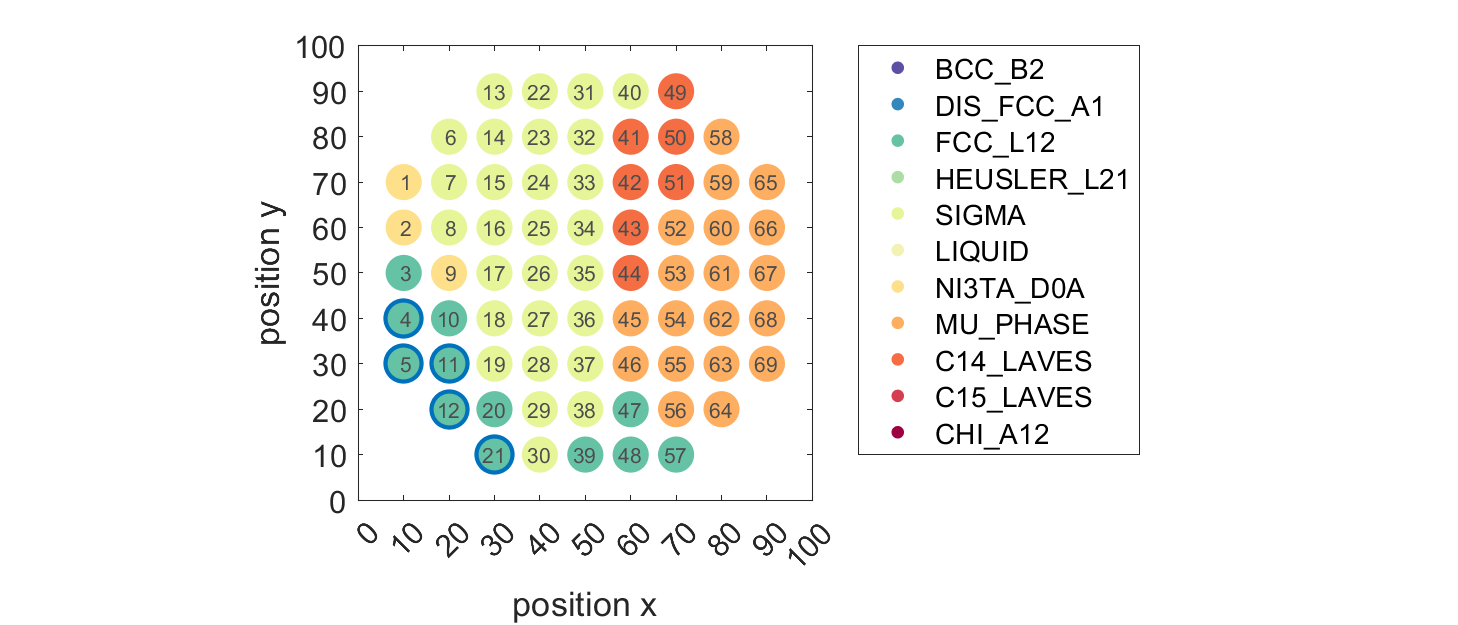 100
90 13 22 31 40 49
80 6 14 23 32 41 50 58
70 1 7 15 24 33 42 51 59 65
60 2 8 16 25 34 43 52 60 66
50 3 9 17 26 35 44 53 61 67
40 4 10 18 27 36 45 54 62 68
30 5 11 19 28 37 46 55 63 69
20 12 20 29 38 47 56 64
10 21 30 39 48 57
0
0 10 20 30 40 50 60 70 80 90 100
position x
position y
BCC_B2
DIS_FCC_A1
FCC_L12
HEUSLER_L21
SIGMA
LIQUID
NI3TA_D0A
MU_PHASE
C14_LAVES
C15_LAVES
CHI_A12